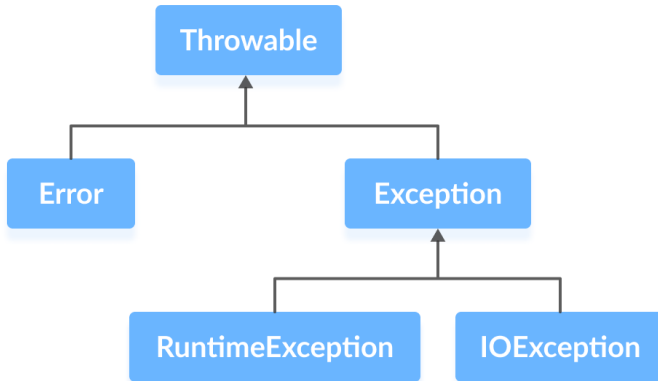 Throwable
Error
Exception
RuntimeException
IOException